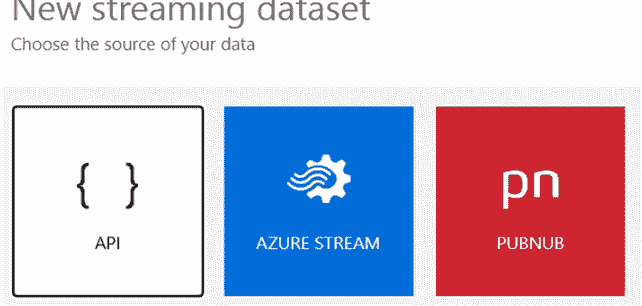 New streaming dataset
Choose the source of your data
{ }
pn
API
AZURE STREAM
PUBNUB